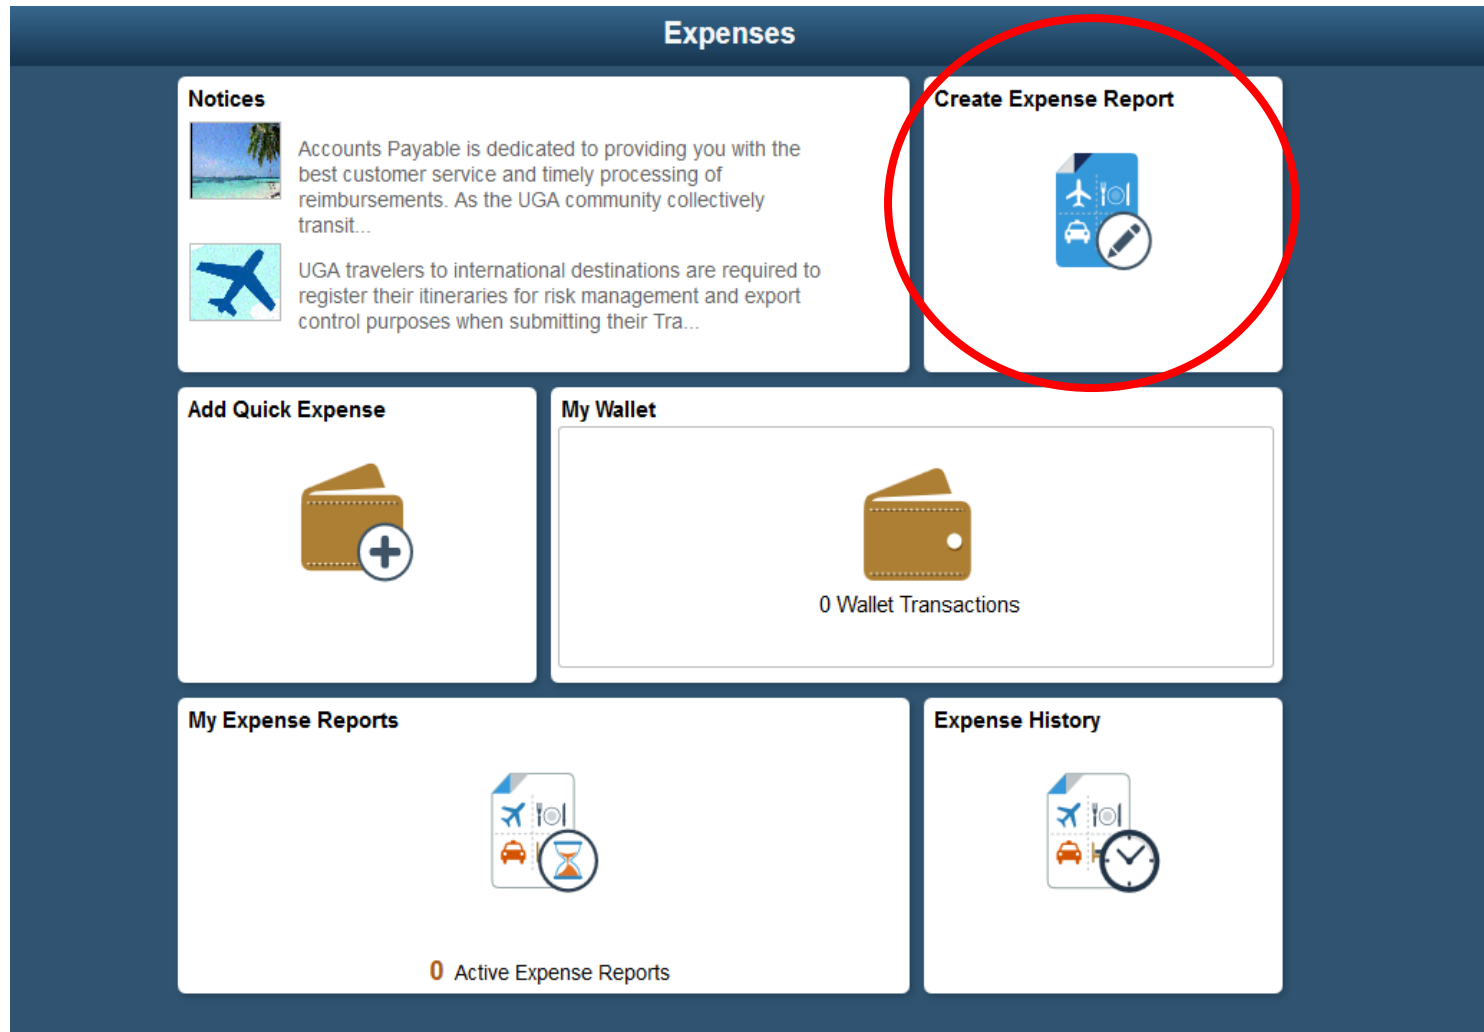 Expenses
Notices
Accounts Payable is dedicated to providing you with the
best customer service and timely processing of
reimbursements. As the UGA community collectively
transit...
UGA travelers to international destinations are required to
register their itineraries for risk management and export
control purposes when submitting their Tra...
Create Expense Report
Add Quick Expense
My Wallet
0 Wallet Transactions
My Expense Reports
0 Active Expense Reports
Expense History